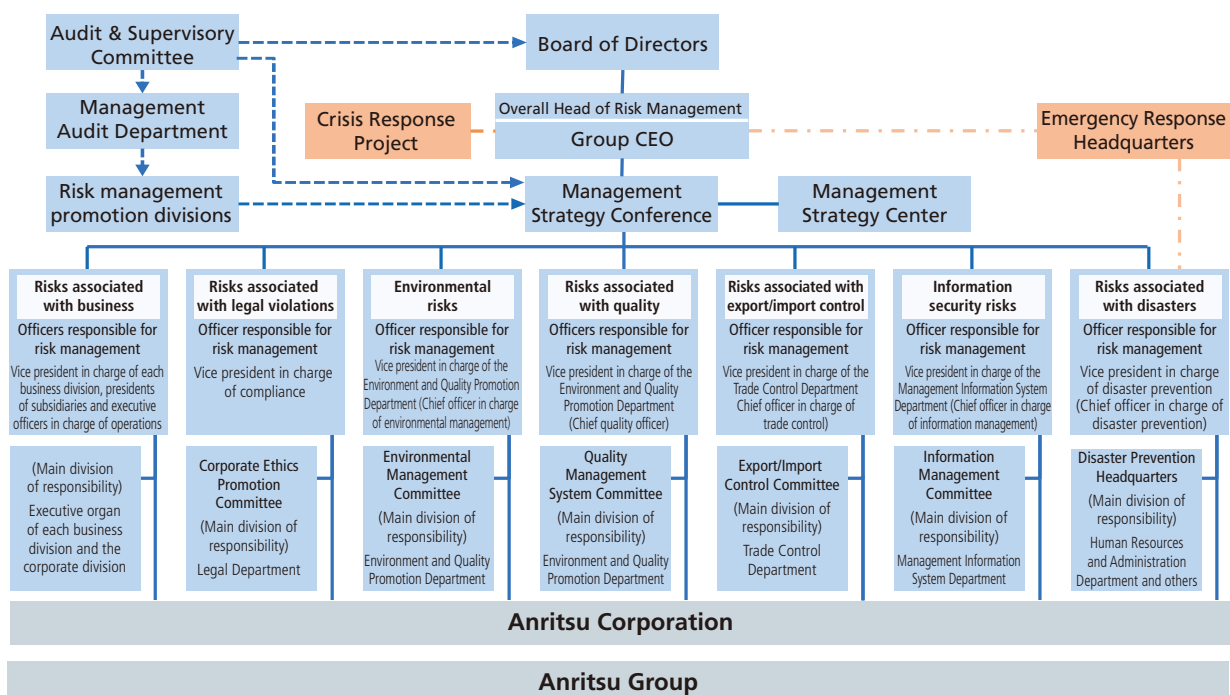 Audit & Supervisory
Committee
Board of Directors
Management
Audit Department
Crisis Response
Project
Overall Head of Risk Management
Group CEO
Emergency Response
Headquarters
Risk management
promotion divisions
Management
Strategy Conference
Management
Strategy Center
Risks associated
with business
Officers responsible for
risk management
Vice president in charge of each
business division, presidents
of subsidiaries and executive
officers in charge of operations
(Main division
of responsibility)
Executive organ
of each business
division and the
corporate division
Risks associated
with legal violations
Officer responsible for
risk management
Vice president in charge
of compliance
Corporate Ethics
Promotion
Committee
(Main division of
responsibility)
Legal Department
Environmental
risks
Officer responsible for
risk management
Vice president in charge of the
Environment and Quality Promotion
Department (Chief officer in charge
of environmental management)
Environmental
Management
Committee
(Main division of
responsibility)
Environment and Quality
Promotion Department
Risks associated
with quality
Officers responsible for
risk management
Vice president in charge of the
Environment and Quality
Promotion Department
(Chief quality officer)
Quality
Management
System Committee
(Main division of
responsibility)
Environment and Quality
Promotion Department
Risks associated with
export/import control
Officer responsible for
risk management
Vice president in charge of the
Trade Control Department
Chief officer in charge of
trade control)
Export/Import
Control Committee
(Main division of
responsibility)
Trade Control
Department
Information
security risks
Officer responsible for
risk management
Vice president in charge of the
Management Information System
Department (Chief officer in charge
of information management)
Information
Management
Committee
(Main division of
responsibility)
Management Information
System Department
Risks associated
with disasters
Officer responsible for
risk management
Vice president in charge
of disaster prevention
(Chief officer in charge of
disaster prevention)
Disaster Prevention
Headquarters
(Main division of
responsibility)
Human Resources
and Administration
Department and others
Anritsu Corporation
Anritsu Group